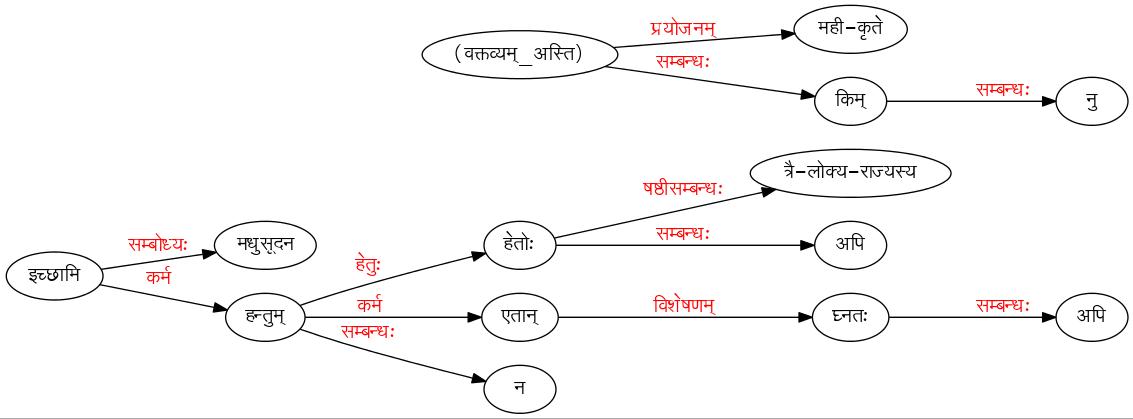 प्रयोजनम्
मही-कृते
(वक्तव्यम्_अस्ति)
सम्बन्धः
किम्
सम्बन्धः
नु
षष्ठीसम्बन्धः
त्रै-लोक्य-राज्यस्य
सम्बोध्यः
मधुसूदन
हेतुः
हेतोः
सम्बन्धः
अपि
इच्छामि
कर्म
हन्तुम्
कर्म
एतान्
विशेषणम्
घ्नतः
सम्बन्धः
अपि
सम्बन्धः
न